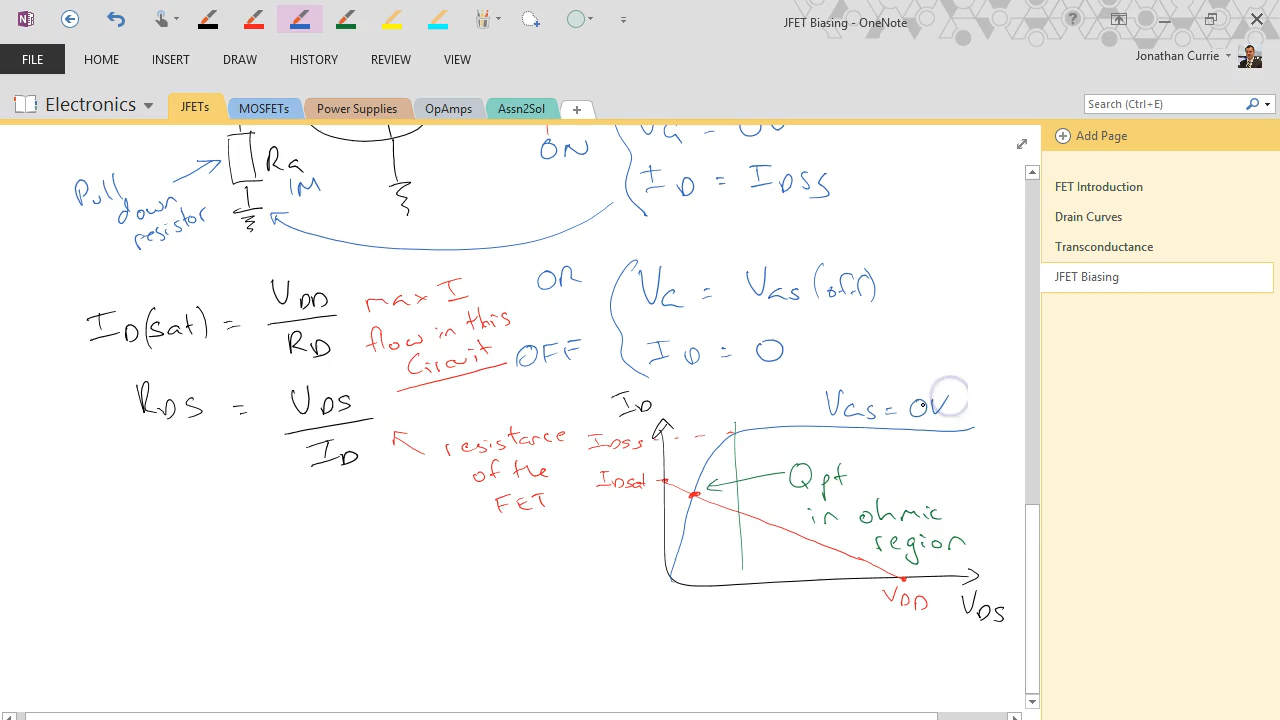 JFET Biasing - OneNote
?
Jonathan Currie
FILE
HOME
INSERT
DRAW
HISTORY
REVIEW
VIEW
Electronics
JFETs
MOSFETs
Power Supplies
OpAmps
Assn2Sol
Search (Ctrl+E)
Add Page
FET Introduction
Drain Curves
Transconductance
JFET Biasing
VG = 0V
ON
ID = IDSS
RG
1M
Pull
down
resistor
OR
VG = VGS(off)
OFF
ID = 0
ID(sat) = VDD
RD
max I
flow in this
Circuit
RDS = VDS
ID
resistance
of the
FET
ID
IDSS
IDsat
VGS = 0V
Q pt
in ohmic
region
VDD
VDS